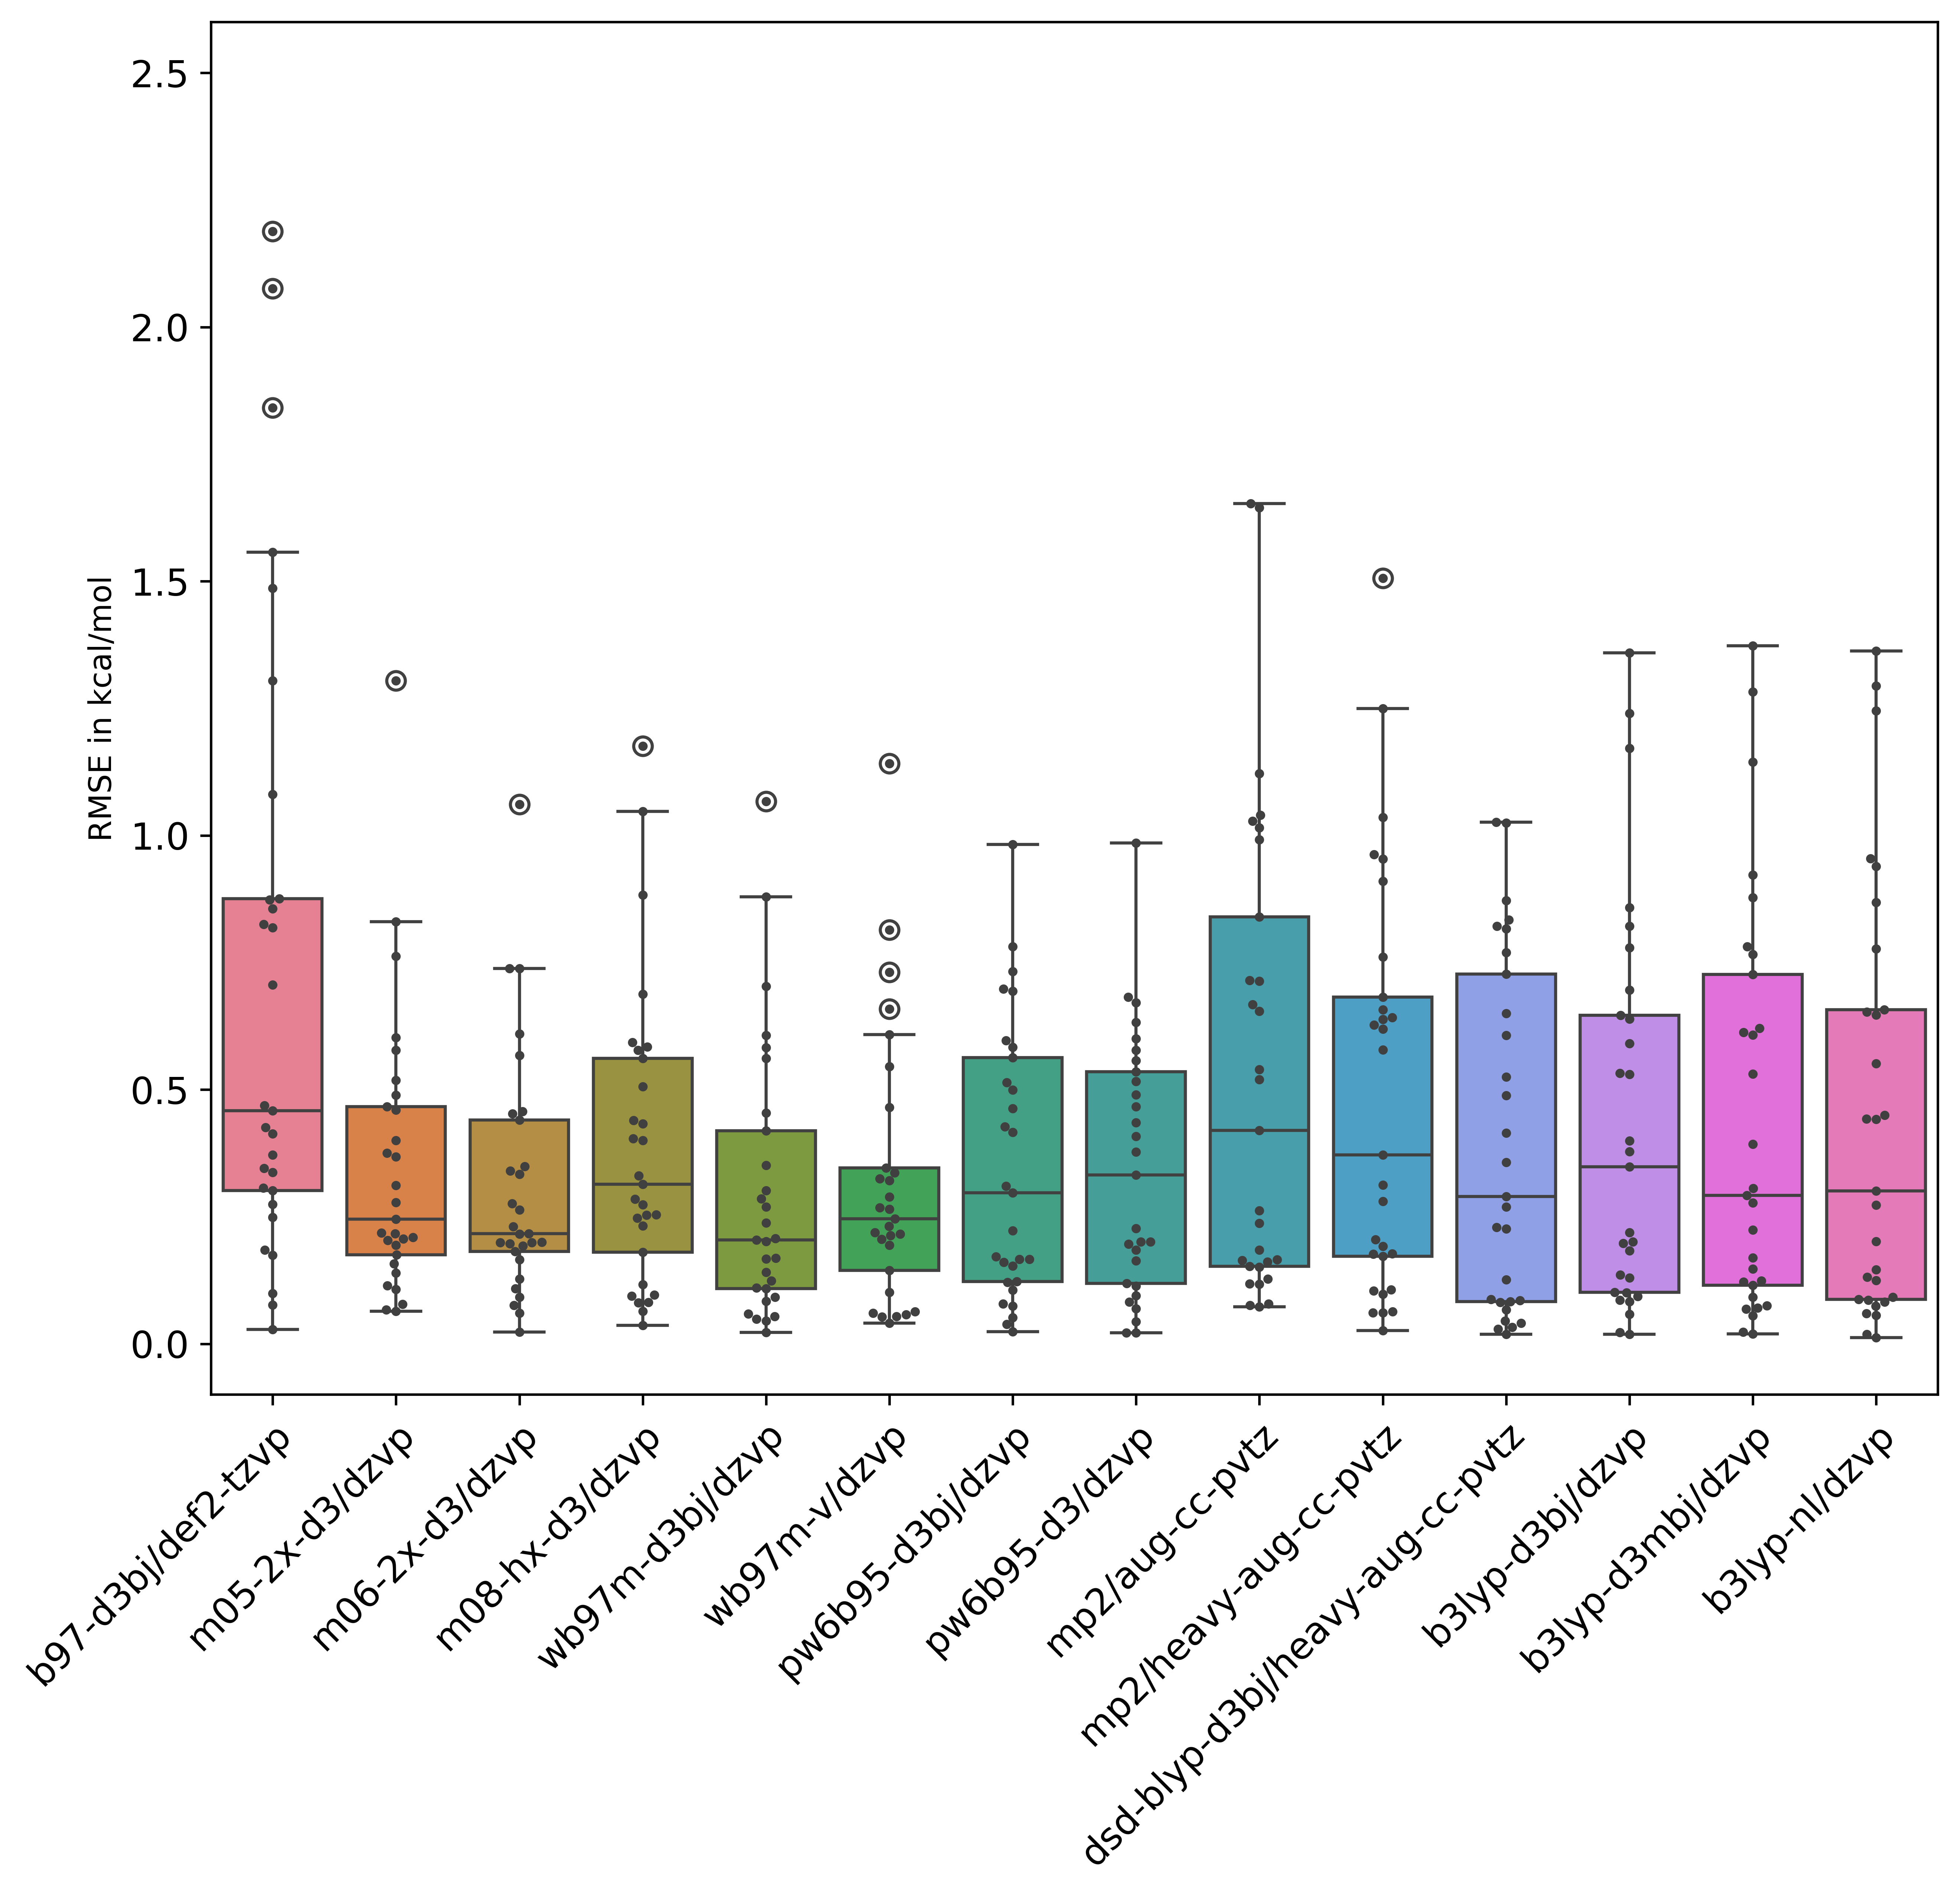 2.5
2.0
1.5
1.0
0.5
0.0
RMSE in kcal/mol
b97-d3bj/def2-tzvp
m05-2x-d3/dzvp
m06-2x-d3/dzvp
m08-hx-d3/dzvp
wb97m-d3bj/dzvp
wb97m-v/dzvp
pw6b95-d3bj/dzvp
pw6b95-d3/dzvp
mp2/aug-cc-pvtz
mp2/heavy-aug-cc-pvtz
dsd-blyp-d3bj/heavy-aug-cc-pvtz
b3lyp-d3bj/dzvp
b3lyp-d3mbj/dzvp
b3lyp-nl/dzvp